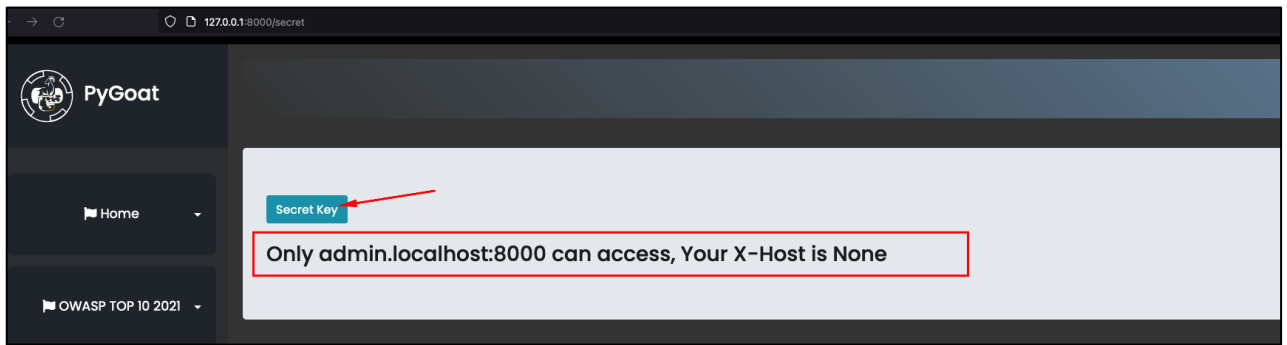 127.0.0.1:8000/secret
PyGoat
Home
Secret Key
Only admin.localhost:8000 can access, Your X-Host is None
OWASP TOP 10 2021